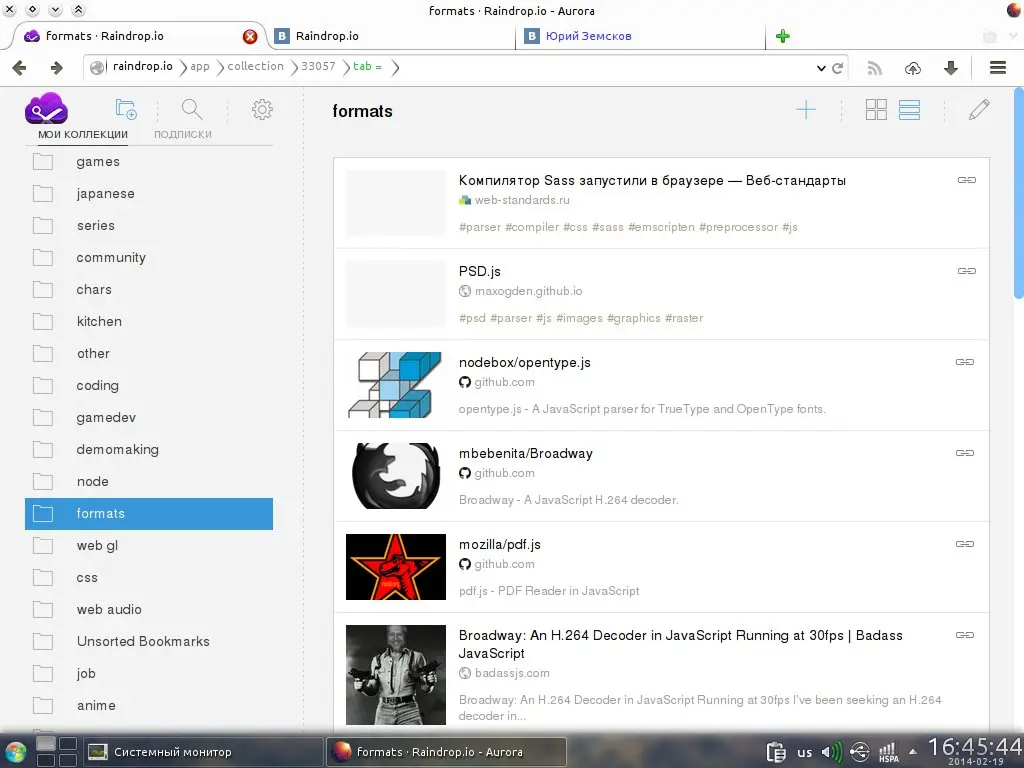 formats · Raindrop.io - Aurora
formats · Raindrop.io
B Raindrop.io
B Юрий Земсков
raindrop.io app collection 33057 tab =
МОИ КОЛЛЕКЦИИ ПОДПИСКИ
formats
games
japanese
series
community
chars
kitchen
other
coding
gamedev
demomaking
node
formats
web gl
css
web audio
Unsorted Bookmarks
job
anime
Компилятор Sass запустили в браузере — Веб-стандарты
web-standards.ru
#parser #compiler #css #sass #emscripten #preprocessor #js
PSD.js
maxogden.github.io
#psd #parser #js #images #graphics #raster
nodebox/opentype.js
github.com
opentype.js - A JavaScript parser for TrueType and OpenType fonts.
mbebenita/Broadway
github.com
Broadway - A JavaScript H.264 decoder.
mozilla/pdf.js
github.com
pdf.js - PDF Reader in JavaScript
Broadway: An H.264 Decoder in JavaScript Running at 30fps | Badass
JavaScript
badassjs.com
Broadway: An H.264 Decoder in JavaScript Running at 30fps I've been seeking an H.264
decoder in...
Системный монитор
formats · Raindrop.io - Aurora
us
HSPA
16:45:44
2014-02-19